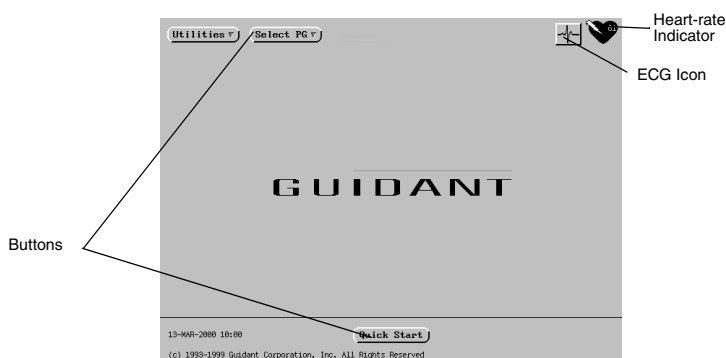 Utilities Select PG
61
Heart-rate
Indicator
ECG Icon
GUIDANT
Buttons
13-MAR-2000 10:00 Quick Start
(c) 1993-1999 Guidant Corporation, Inc. All Rights Reserved